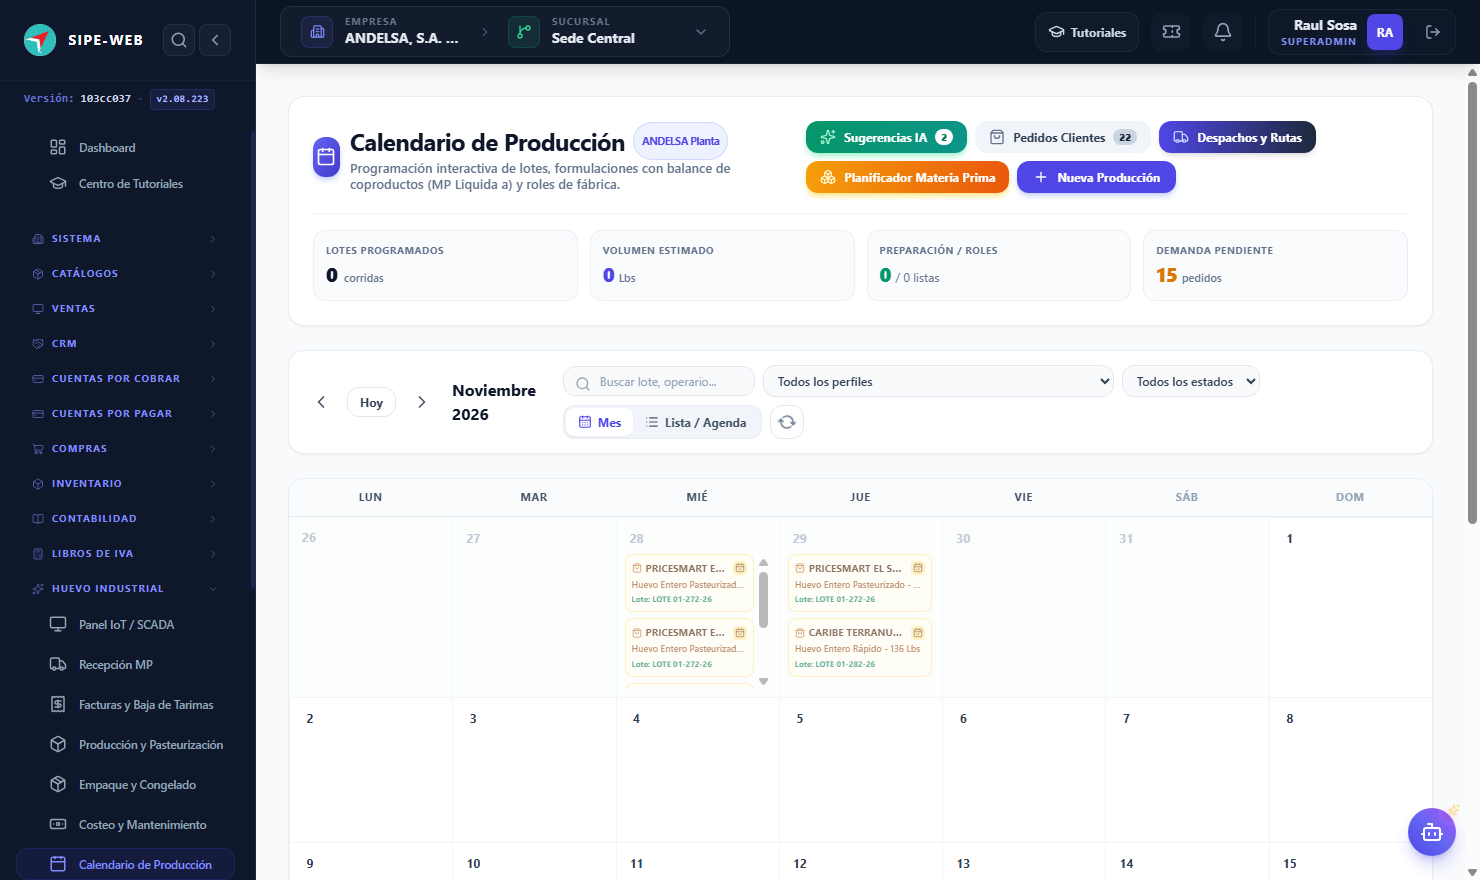 SIPE-WEB
Versión: 103cc037 · v2.08.223
Dashboard
Centro de Tutoriales
SISTEMA
CATÁLOGOS
VENTAS
CRM
CUENTAS POR COBRAR
CUENTAS POR PAGAR
COMPRAS
INVENTARIO
CONTABILIDAD
LIBROS DE IVA
HUEVO INDUSTRIAL
Panel IoT / SCADA
Recepción MP
Facturas y Baja de Tarimas
Producción y Pasteurización
Empaque y Congelado
Costeo y Mantenimiento
Calendario de Producción
EMPRESA
ANDELSA, S.A. ...
SUCURSAL
Sede Central
Tutoriales
Raul Sosa
SUPERADMIN
RA
Calendario de Producción
ANDELSA Planta
Programación interactiva de lotes, formulaciones con balance de
coproductos (MP Liquida a) y roles de fábrica.
Sugerencias IA 2
Pedidos Clientes 22
Despachos y Rutas
Planificador Materia Prima
Nueva Producción
LOTES PROGRAMADOS
0 corridas
VOLUMEN ESTIMADO
0 Lbs
PREPARACIÓN / ROLES
0 / 0 listas
DEMANDA PENDIENTE
15 pedidos
Hoy
Noviembre
2026
Buscar lote, operario...
Todos los perfiles
Todos los estados
Mes
Lista / Agenda
LUN MAR MIÉ JUE VIE SÁB DOM
26 27 28 29 30 31 1
PRICESMART E...
Huevo Entero Pasteurizad...
Lote: LOTE 01-272-26
PRICESMART E...
Huevo Entero Pasteurizad...
Lote: LOTE 01-272-26
PRICESMART EL S...
Huevo Entero Pasteurizado - ...
Lote: LOTE 01-272-26
CARIBE TERRANU...
Huevo Entero Rápido - 136 Lbs
Lote: LOTE 01-282-26
2 3 4 5 6 7 8
9 10 11 12 13 14 15